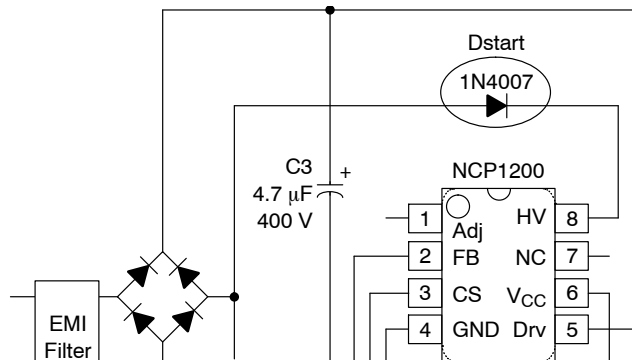 Dstart
1N4007
C3
+
4.7 μF
400 V
NCP1200
1
Adj
HV
8
2
FB
NC
7
3
CS
VCC
6
4
GND
Drv
5
EMI
Filter